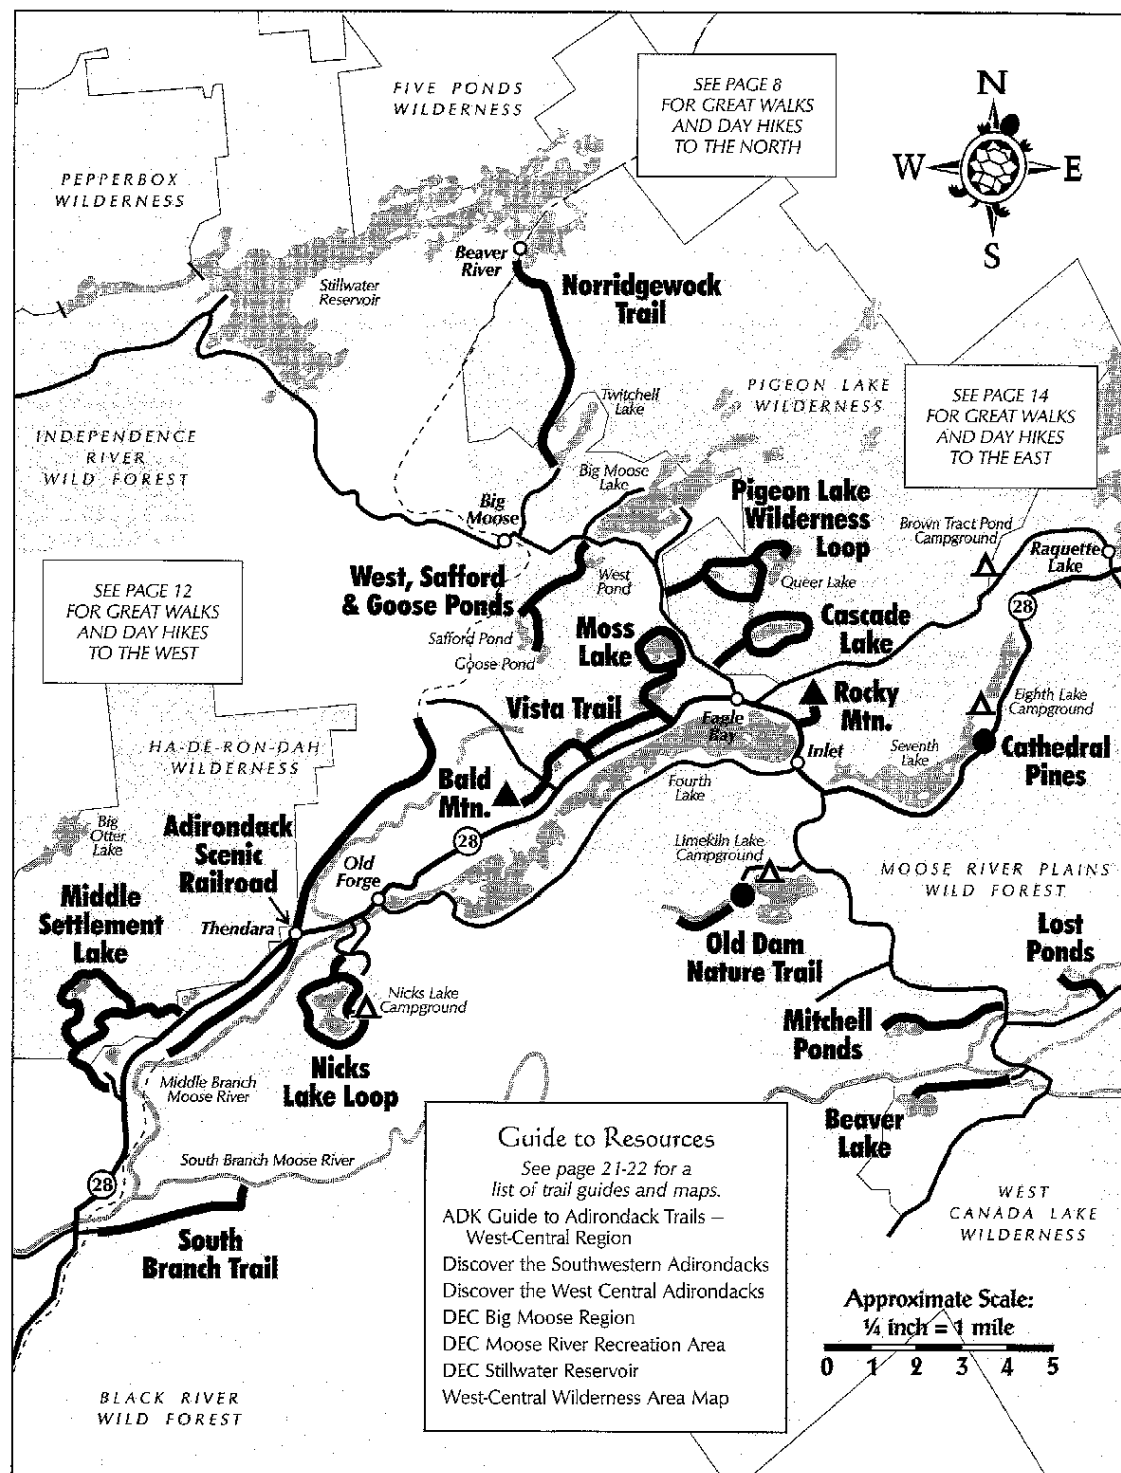 FIVE PONDS
WILDERNESS
SEE PAGE 8
FOR GREAT WALKS
AND DAY HIKES
TO THE NORTH
N
W
E
S
PEPPERBOX
WILDERNESS
Beaver
River
Stillwater
Reservoir
Norridgewock
Trail
PIGEON LAKE
WILDERNESS
SEE PAGE 14
FOR GREAT WALKS
AND DAY HIKES
TO THE EAST
Twitchell
Lake
INDEPENDENCE
RIVER
WILD FOREST
Big Moose
Lake
Big
Moose
Pigeon Lake
Wilderness
Loop
Brown Tract Pond
Campground
Raquette
Lake
SEE PAGE 12
FOR GREAT WALKS
AND DAY HIKES
TO THE WEST
West, Safford
& Goose Ponds
West
Pond
Queer Lake
28
Safford Pond
Goose Pond
Moss
Lake
Cascade
Lake
Vista Trail
Eagle
Bay
Rocky
Mtn.
Eighth Lake
Campground
HA-DE-RON-DAH
WILDERNESS
Bald
Mtn.
Fourth
Lake
Inlet
Seventh
Lake
Cathedral
Pines
Big
Otter
Lake
Adirondack
Scenic
Railroad
28
Old
Forge
Limekiln Lake
Campground
MOOSE RIVER PLAINS
WILD FOREST
Middle
Settlement
Lake
Thendara
Old Dam
Nature Trail
Lost
Ponds
Nicks Lake
Campground
Mitchell
Ponds
Nicks
Lake Loop
Middle Branch
Moose River
Beaver
Lake
South Branch Moose River
28
South
Branch Trail
WEST
CANADA LAKE
WILDERNESS
Guide to Resources
See page 21-22 for a
list of trail guides and maps.
ADK Guide to Adirondack Trails –
West-Central Region
Discover the Southwestern Adirondacks
Discover the West Central Adirondacks
DEC Big Moose Region
DEC Moose River Recreation Area
DEC Stillwater Reservoir
West-Central Wilderness Area Map
Approximate Scale:
¼ inch = 1 mile
0 1 2 3 4 5
BLACK RIVER
WILD FOREST